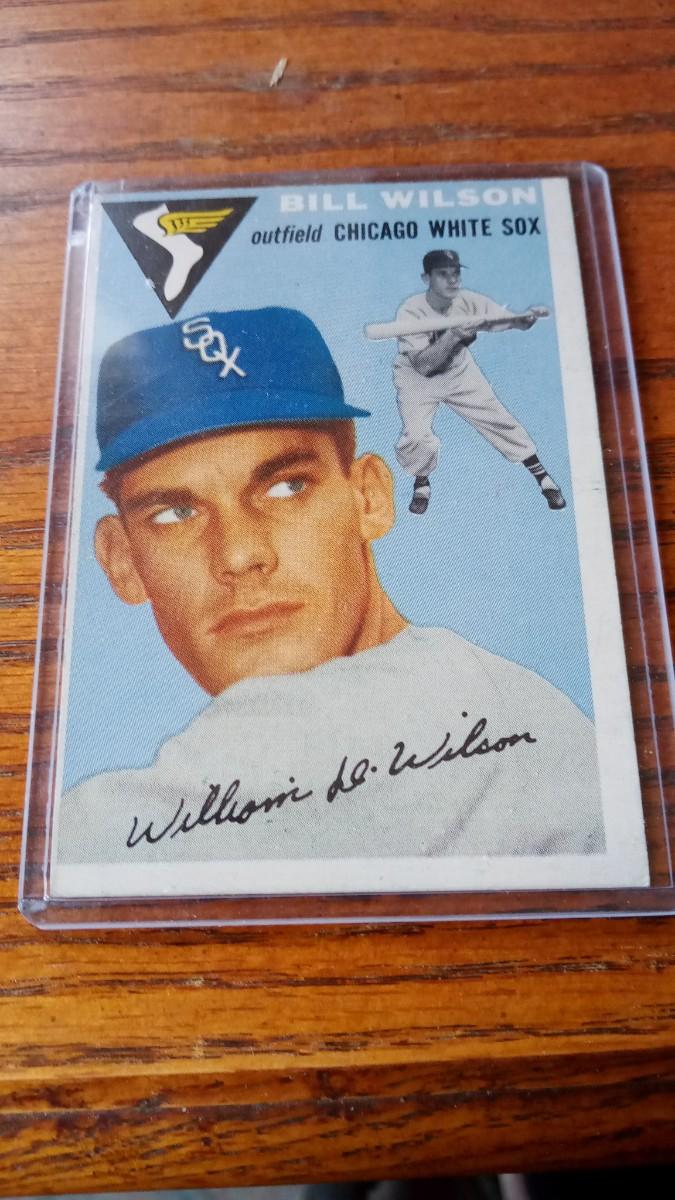 BILL WILSON
outfield CHICAGO WHITE SOX
SOX
William D. Wilson